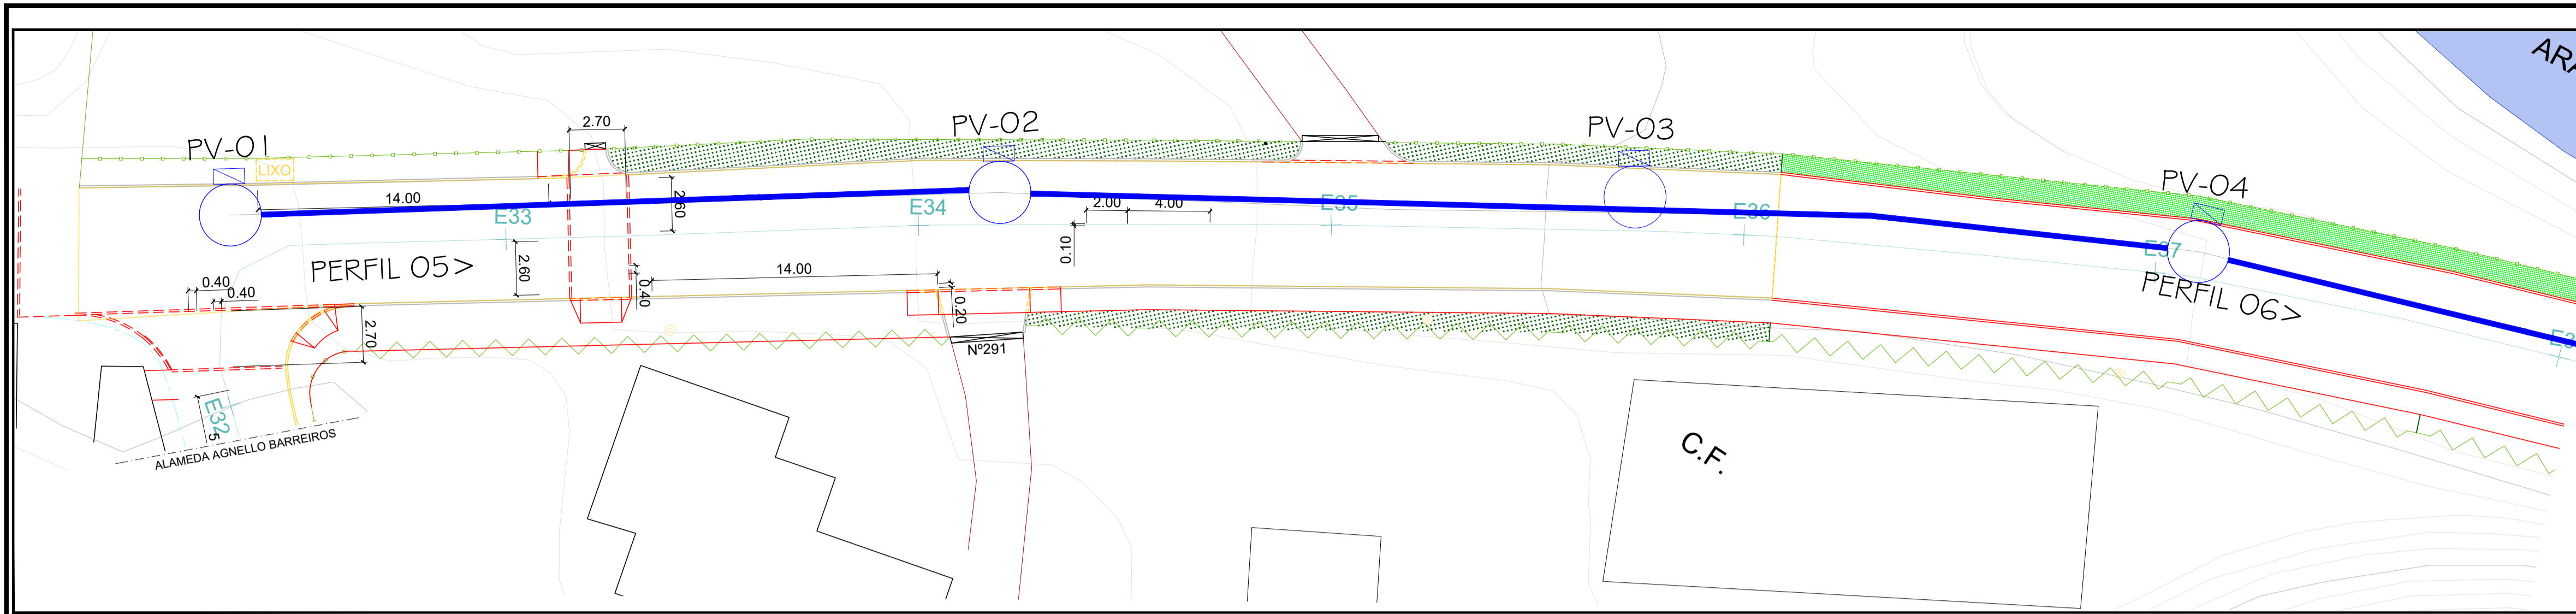 ARA
PV-01
LIXO
2.70
PV-02
PV-03
PV-04
14.00
E33
2.60
E34
2.00
4.00
E35
E36
E37
0.10
PERFIL 05>
2.60
14.00
0.40
0.40
0.40
0.20
PERFIL 06>
2.70
Nº291
E3
E32
5
ALAMEDA AGNELLO BARREIROS
C.F.